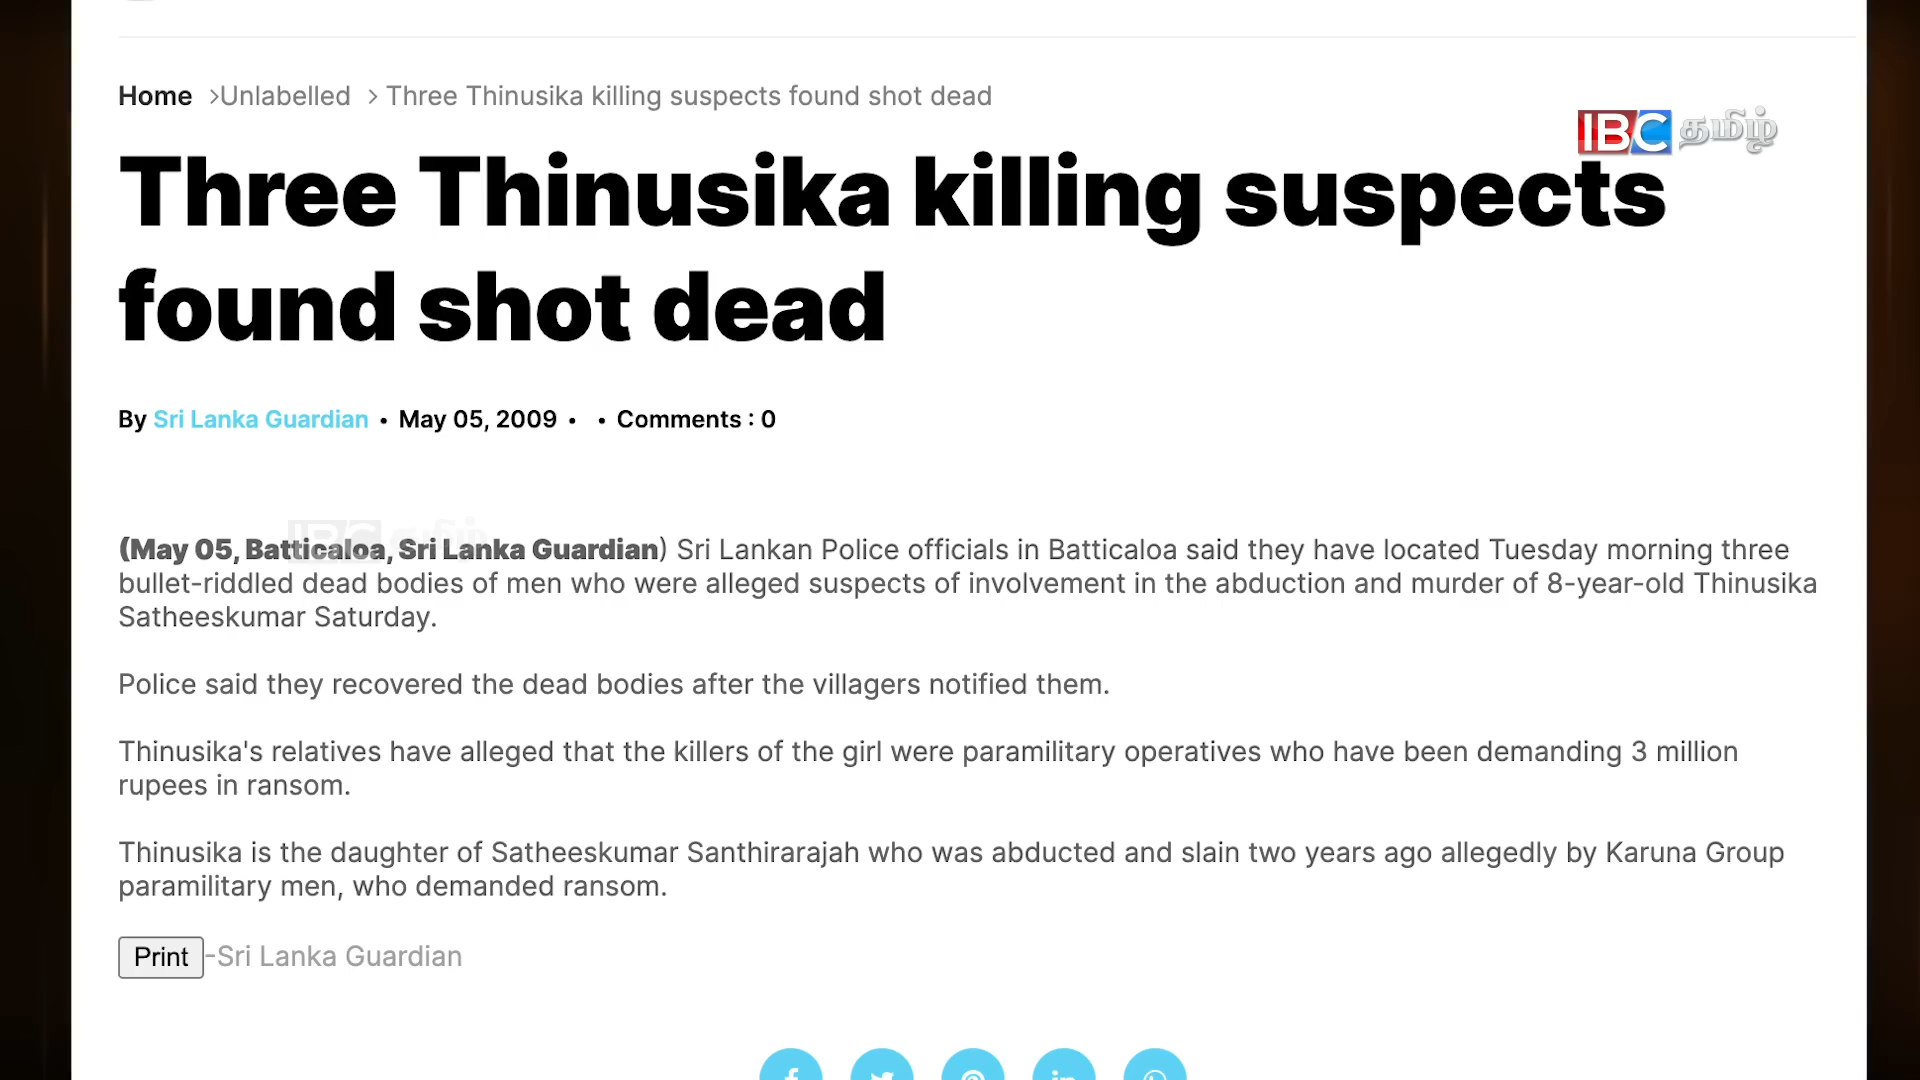 Home >Unlabelled > Three Thinusika killing suspects found shot dead
IBC தமிழ்
Three Thinusika killing suspects
found shot dead
By Sri Lanka Guardian • May 05, 2009 • • Comments : 0
IBC தமிழ்
(May 05, Batticaloa, Sri Lanka Guardian) Sri Lankan Police officials in Batticaloa said they have located Tuesday morning three
bullet-riddled dead bodies of men who were alleged suspects of involvement in the abduction and murder of 8-year-old Thinusika
Satheeskumar Saturday.
Police said they recovered the dead bodies after the villagers notified them.
Thinusika's relatives have alleged that the killers of the girl were paramilitary operatives who have been demanding 3 million
rupees in ransom.
Thinusika is the daughter of Satheeskumar Santhirarajah who was abducted and slain two years ago allegedly by Karuna Group
paramilitary men, who demanded ransom.
Print -Sri Lanka Guardian